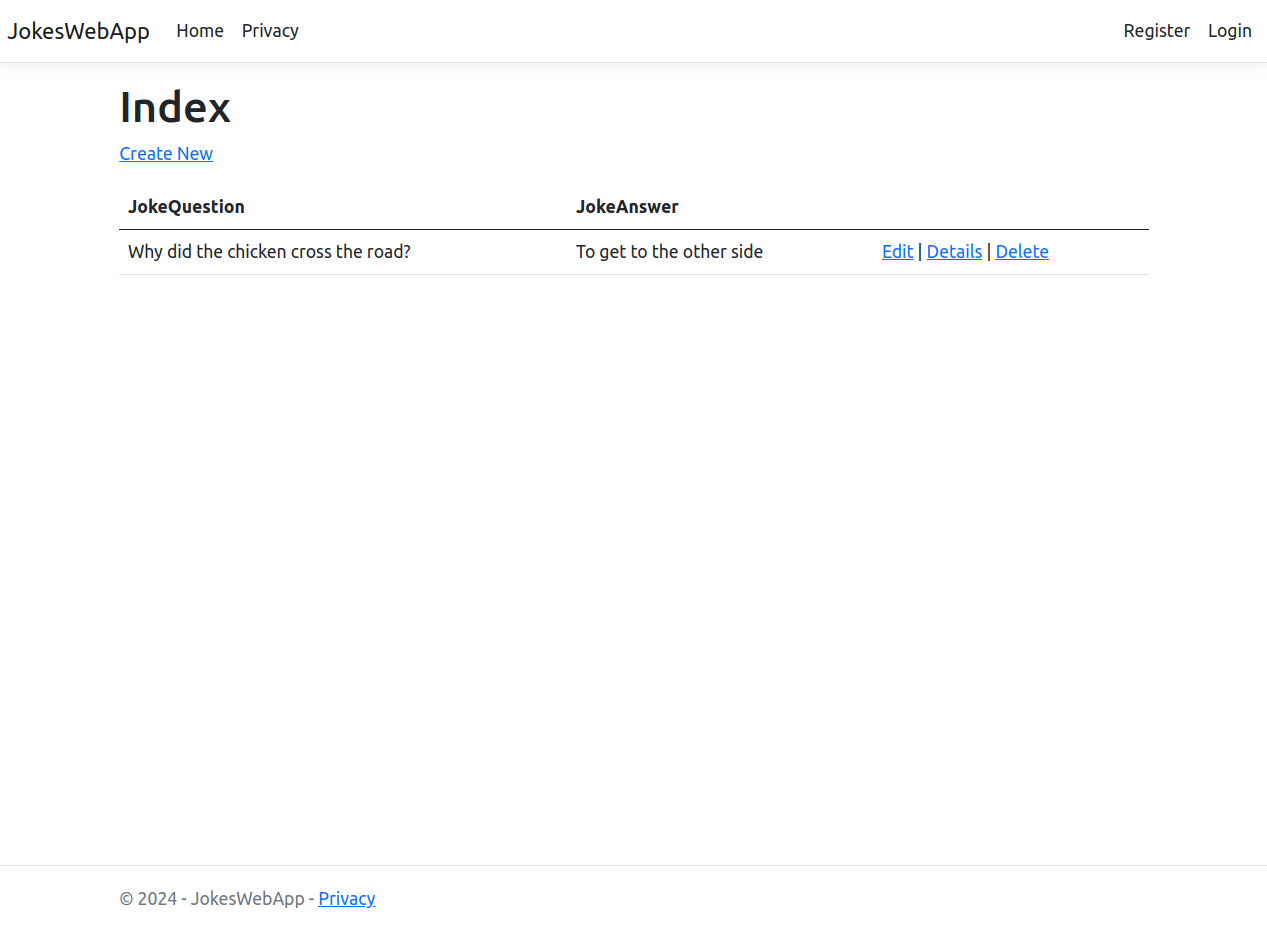 JokesWebApp Home Privacy Register Login
Index
Create New
JokeQuestion JokeAnswer
Why did the chicken cross the road? To get to the other side Edit | Details | Delete
© 2024 - JokesWebApp - Privacy